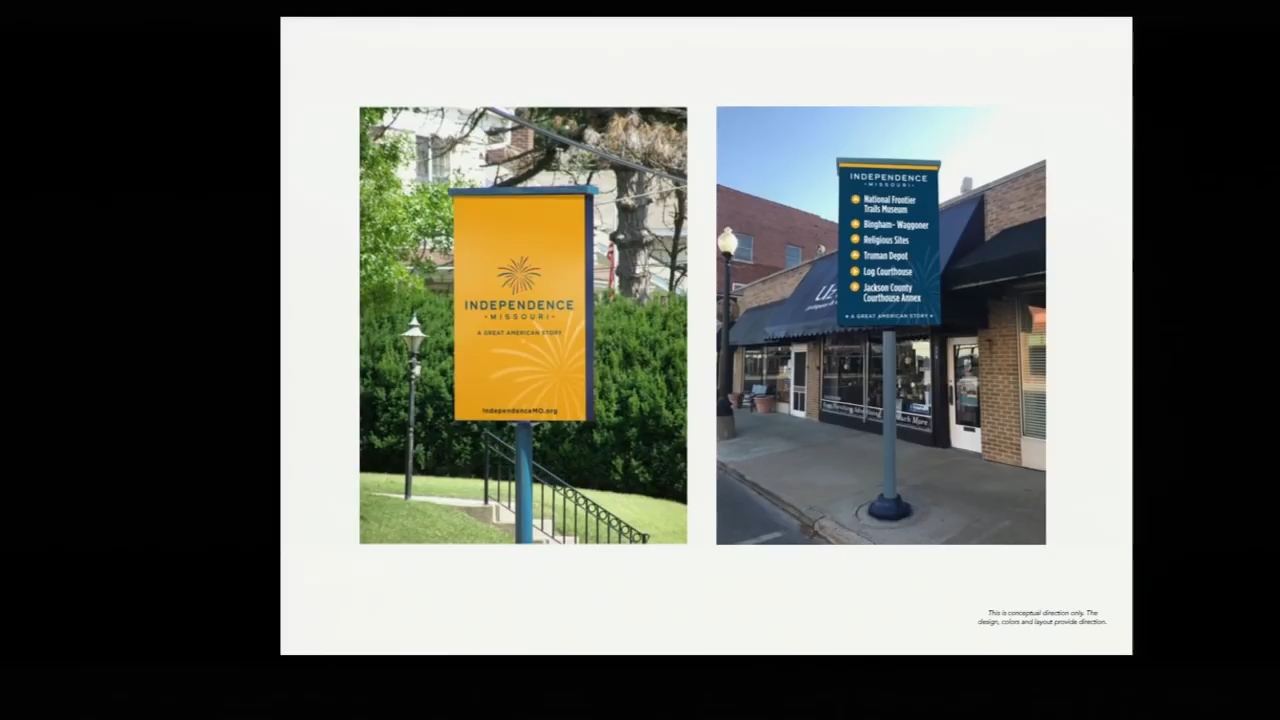 INDEPENDENCE
• MISSOURI •
A GREAT AMERICAN STORY
IndependenceMO.org
INDEPENDENCE
• MISSOURI •
National Frontier
Trails Museum
Bingham- Waggoner
Religious Sites
Truman Depot
Log Courthouse
Jackson County
Courthouse Annex
★ A GREAT AMERICAN STORY ★
Much More
This is conceptual direction only. The
design, colors and layout provide direction.